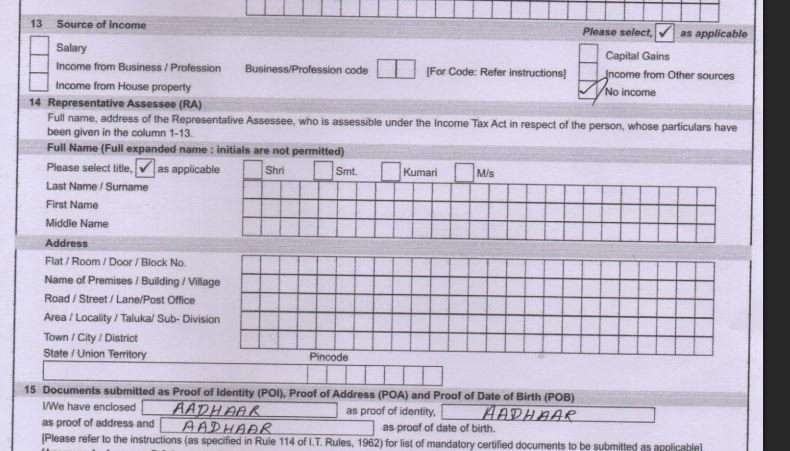 13 Source of Income Please select, ✓ as applicable
Salary Capital Gains
Income from Business / Profession Business/Profession code [For Code: Refer instructions] Income from Other sources
Income from House property ✓ No income
14 Representative Assessee (RA)
Full name, address of the Representative Assessee, who is assessible under the Income Tax Act in respect of the person, whose particulars have
been given in the column 1-13.
Full Name (Full expanded name : initials are not permitted)
Please select title, ✓ as applicable Shri Smt. Kumari M/s
Last Name / Surname
First Name
Middle Name
Address
Flat / Room / Door / Block No.
Name of Premises / Building / Village
Road / Street / Lane/Post Office
Area / Locality / Taluka/ Sub- Division
Town / City / District
State / Union Territory Pincode
15 Documents submitted as Proof of Identity (POI), Proof of Address (POA) and Proof of Date of Birth (POB)
I/We have enclosed AADHAAR as proof of identity, AADHAAR
as proof of address and AADHAAR as proof of date of birth.
[Please refer to the instructions (as specified in Rule 114 of I.T. Rules, 1962) for list of mandatory certified documents to be submitted as applicable]